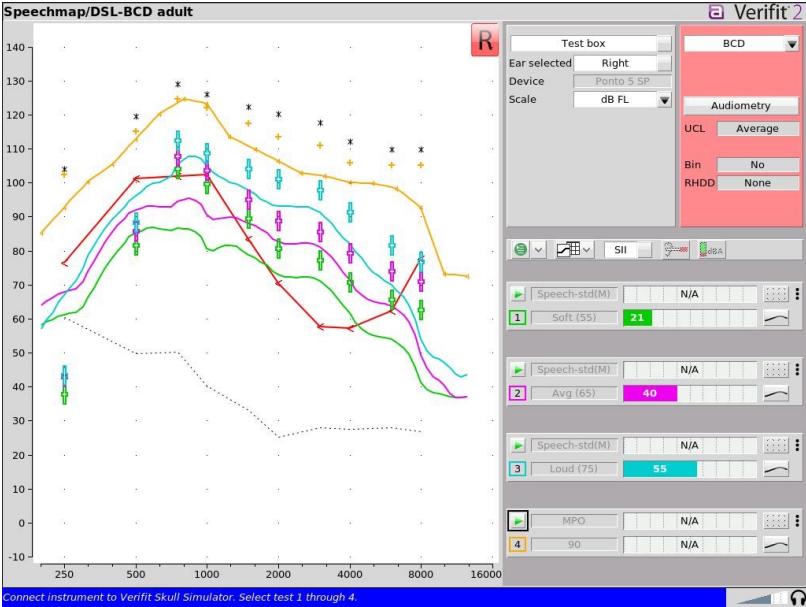 Speechmap/DSL-BCD adult
a Verifit 2
R
140
130
120
110
100
90
80
70
60
50
40
30
20
10
0
-10
250 500 1000 2000 4000 8000 16000
Test box
Ear selected Right
Device Ponto 5 SP
Scale dB FL
BCD
Audiometry
UCL Average
Bin No
RHDD None
SII
dBA
Speech-std(M) N/A
1 Soft (55) 21
Speech-std(M) N/A
2 Avg (65) 40
Speech-std(M) N/A
3 Loud (75) 55
MPO N/A
4 90 N/A
Connect instrument to Verifit Skull Simulator. Select test 1 through 4.